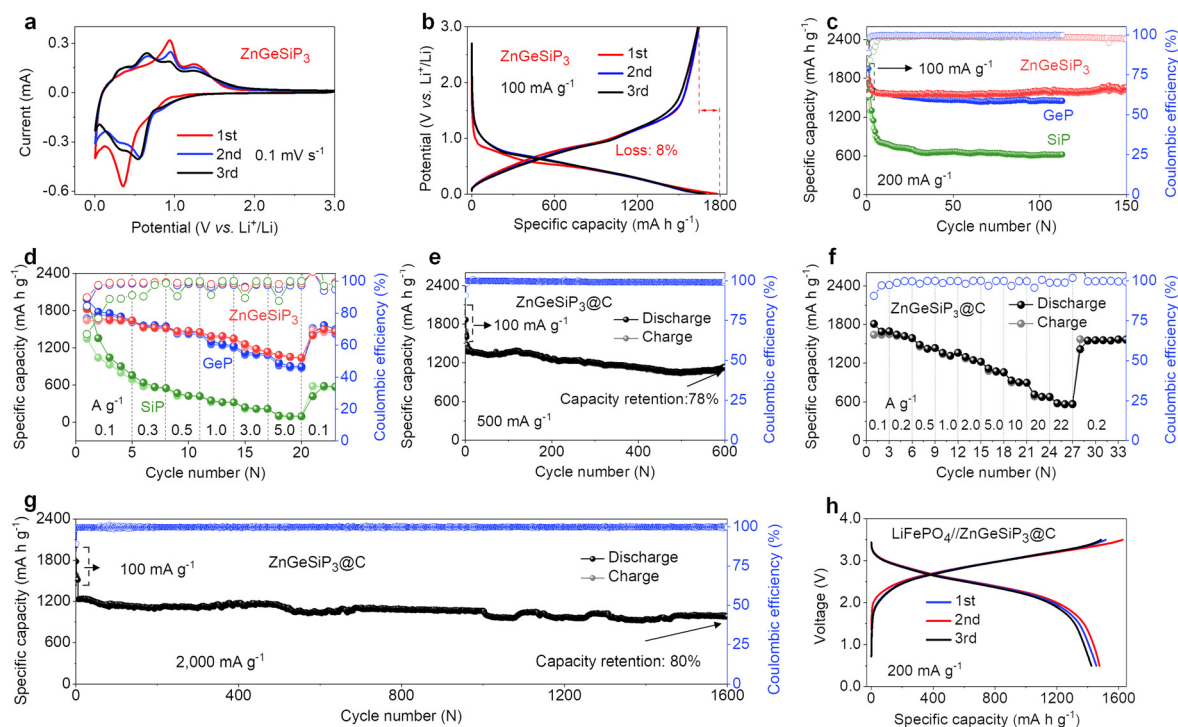 a
ZnGeSiP₃
1st
2nd
3rd
0.1 mV s⁻¹
Current (mA)
0.3
0.0
-0.3
-0.6
0.0 1.0 2.0 3.0
Potential (V vs. Li⁺/Li)
b
ZnGeSiP₃
100 mA g⁻¹
1st
2nd
3rd
Loss: 8%
Potential (V vs. Li⁺/Li)
3.0
2.0
1.0
0.0
0 600 1200 1800
Specific capacity (mA h g⁻¹)
c
100 mA g⁻¹
ZnGeSiP₃
GeP
SiP
200 mA g⁻¹
Specific capacity (mA h g⁻¹)
2400
1800
1200
600
0
Coulombic efficiency (%)
100
75
50
25
0
0 50 100 150
Cycle number (N)
d
ZnGeSiP₃
GeP
SiP
A g⁻¹
0.1 0.3 0.5 1.0 3.0 5.0 0.1
Specific capacity (mA h g⁻¹)
2400
1800
1200
600
0
Coulombic efficiency (%)
100
80
60
40
20
0
0 5 10 15 20
Cycle number (N)
e
ZnGeSiP₃@C
100 mA g⁻¹
Discharge
Charge
Capacity retention:78%
500 mA g⁻¹
Specific capacity (mA h g⁻¹)
2400
1800
1200
600
0
Coulombic efficiency (%)
100
75
50
25
0
0 200 400 600
Cycle number (N)
f
ZnGeSiP₃@C
Discharge
Charge
A g⁻¹
0.1 0.2 0.5 1.0 2.0 5.0 10 20 22 0.2
Specific capacity (mA h g⁻¹)
2400
1800
1200
600
0
Coulombic efficiency (%)
100
75
50
25
0
0 3 6 9 12 15 18 21 24 27 30 33
Cycle number (N)
g
ZnGeSiP₃@C
100 mA g⁻¹
Discharge
Charge
2,000 mA g⁻¹
Capacity retention: 80%
Specific capacity (mA h g⁻¹)
2400
1800
1200
600
0
Coulombic efficiency (%)
100
75
50
25
0
0 400 800 1200 1600
Cycle number (N)
h
LiFePO₄//ZnGeSiP₃@C
1st
2nd
3rd
200 mA g⁻¹
Voltage (V)
4.0
3.0
2.0
1.0
0.0
0 400 800 1200 1600
Specific capacity (mA h g⁻¹)